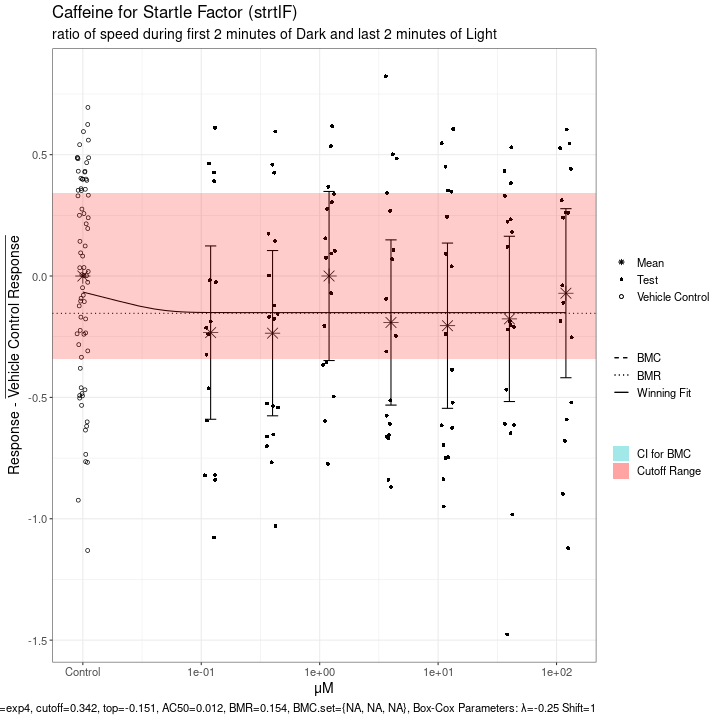 Caffeine for Startle Factor (strtlF)
ratio of speed during first 2 minutes of Dark and last 2 minutes of Light
Response - Vehicle Control Response
0.5
0.0
-0.5
-1.0
-1.5
Control
1e-01
1e+00
1e+01
1e+02
μM
Mean
Test
Vehicle Control
BMC
BMR
Winning Fit
CI for BMC
Cutoff Range
=exp4, cutoff=0.342, top=-0.151, AC50=0.012, BMR=0.154, BMC.set={NA, NA, NA}, Box-Cox Parameters: λ=-0.25 Shift=1